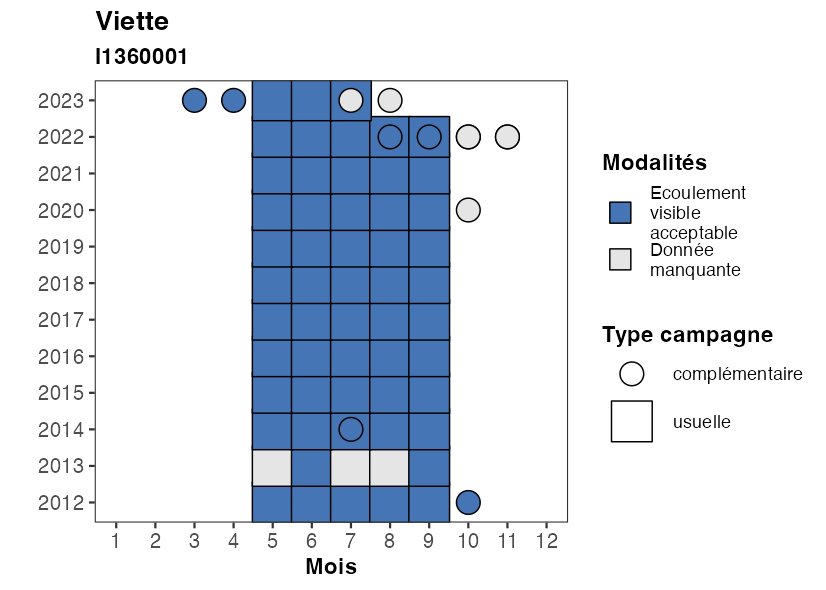 Viette
I1360001
2023
2022
2021
2020
2019
2018
2017
2016
2015
2014
2013
2012
1 2 3 4 5 6 7 8 9 10 11 12
Mois
Modalités
Ecoulement
visible
acceptable
Donnée
manquante
Type campagne
complémentaire
usuelle